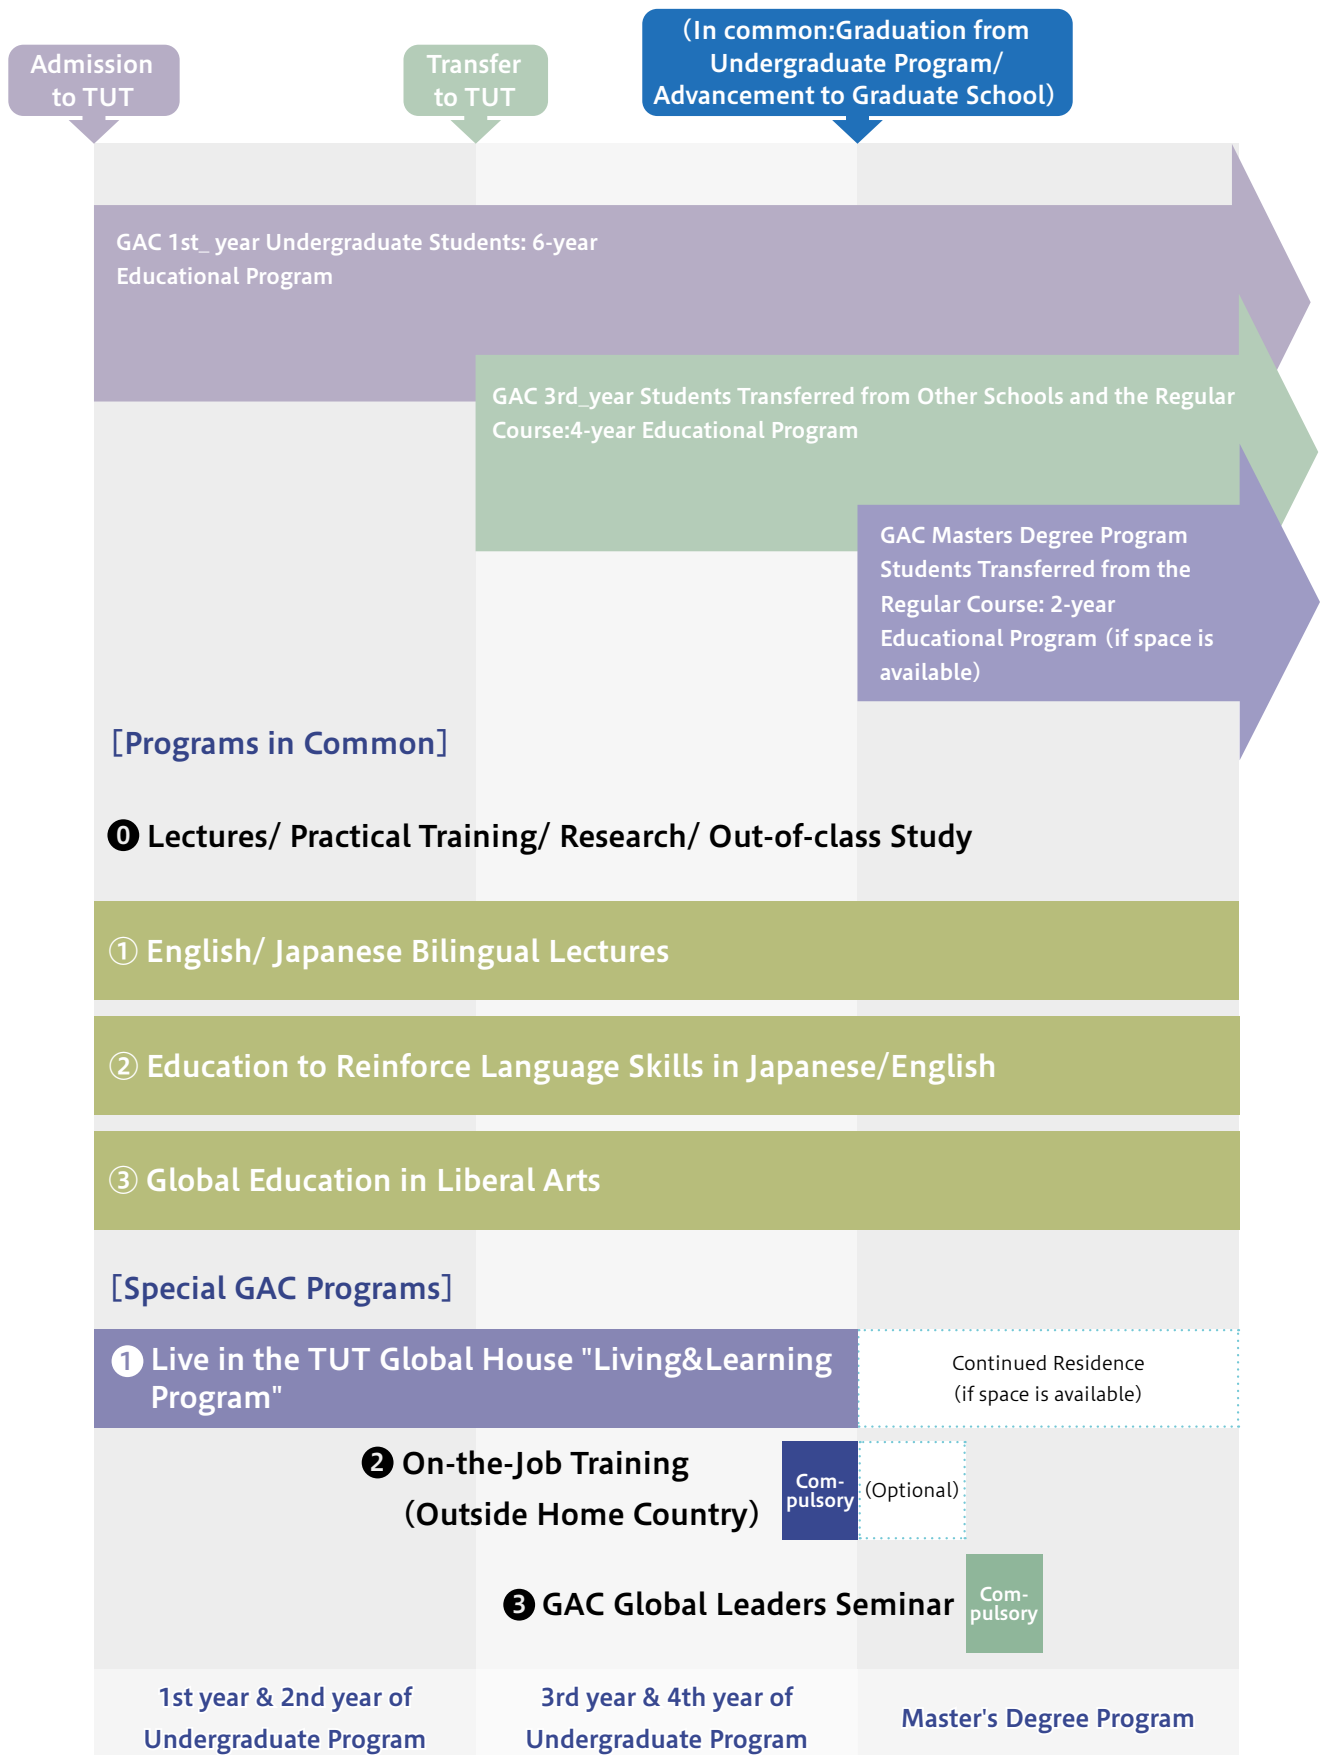 Admission
to TUT
Transfer
to TUT
(In common:Graduation from
Undergraduate Program/
Advancement to Graduate School)
GAC 1st_ year Undergraduate Students: 6-year
Educational Program
GAC 3rd_year Students Transferred from Other Schools and the Regular
Course:4-year Educational Program
GAC Masters Degree Program
Students Transferred from the
Regular Course: 2-year
Educational Program (if space is
available)
[Programs in Common]
⓿ Lectures/ Practical Training/ Research/ Out-of-class Study
① English/ Japanese Bilingual Lectures
② Education to Reinforce Language Skills in Japanese/English
③ Global Education in Liberal Arts
[Special GAC Programs]
❶ Live in the TUT Global House "Living&Learning
Program"
Continued Residence
(if space is available)
❷ On-the-Job Training
(Outside Home Country)
Com-
pulsory
(Optional)
❸ GAC Global Leaders Seminar
Com-
pulsory
1st year & 2nd year of
Undergraduate Program
3rd year & 4th year of
Undergraduate Program
Master's Degree Program